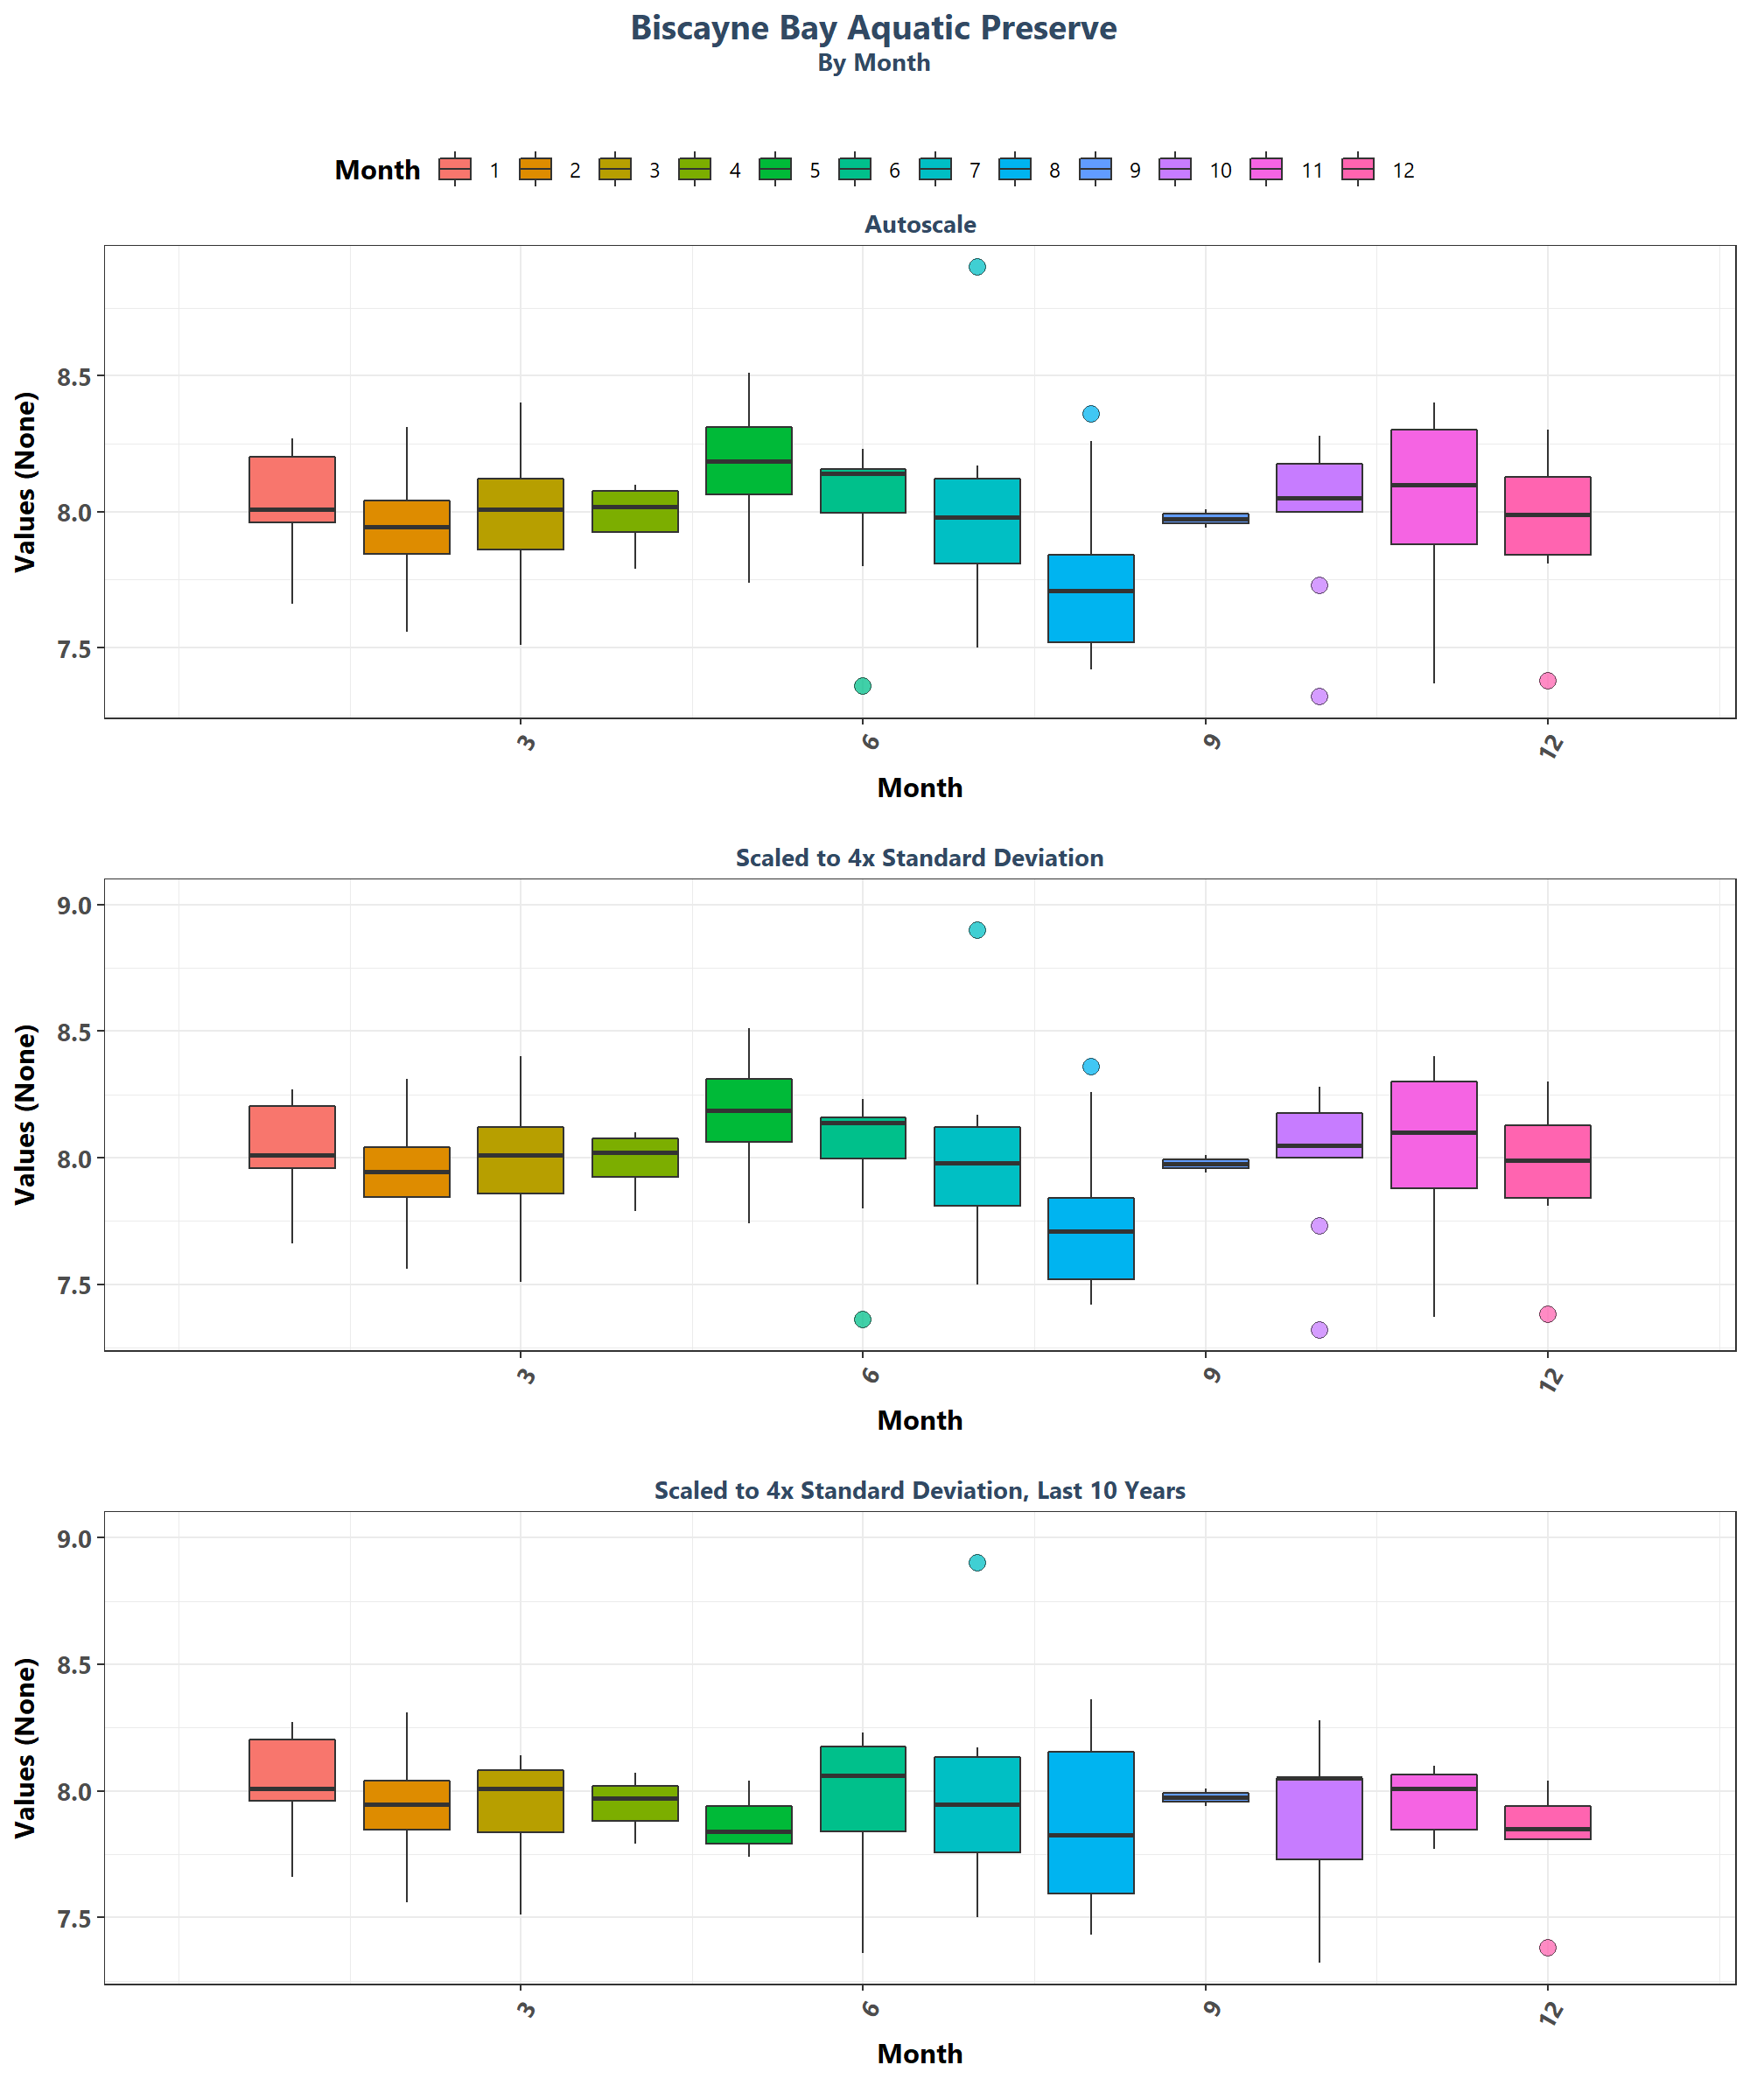 Biscayne Bay Aquatic Preserve
By Month
Month 1 2 3 4 5 6 7 8 9 10 11 12
Autoscale
Values (None)
8.5
8.0
7.5
3 6 9 12
Month
Scaled to 4x Standard Deviation
Values (None)
9.0
8.5
8.0
7.5
3 6 9 12
Month
Scaled to 4x Standard Deviation, Last 10 Years
Values (None)
9.0
8.5
8.0
7.5
3 6 9 12
Month